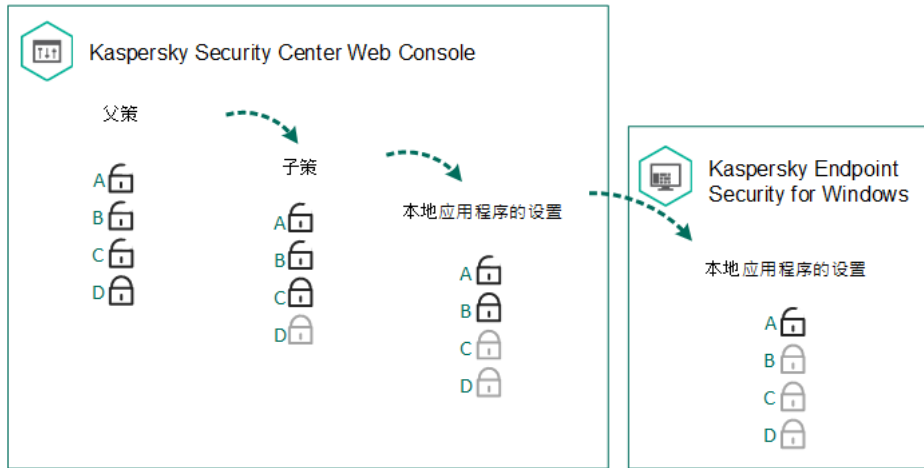 Kaspersky Security Center Web Console
父策
A
B
C
D
子策
A
B
C
D
本地应用程序的设置
A
B
C
D
Kaspersky Endpoint
Security for Windows
本地应用程序的设置
A
B
C
D